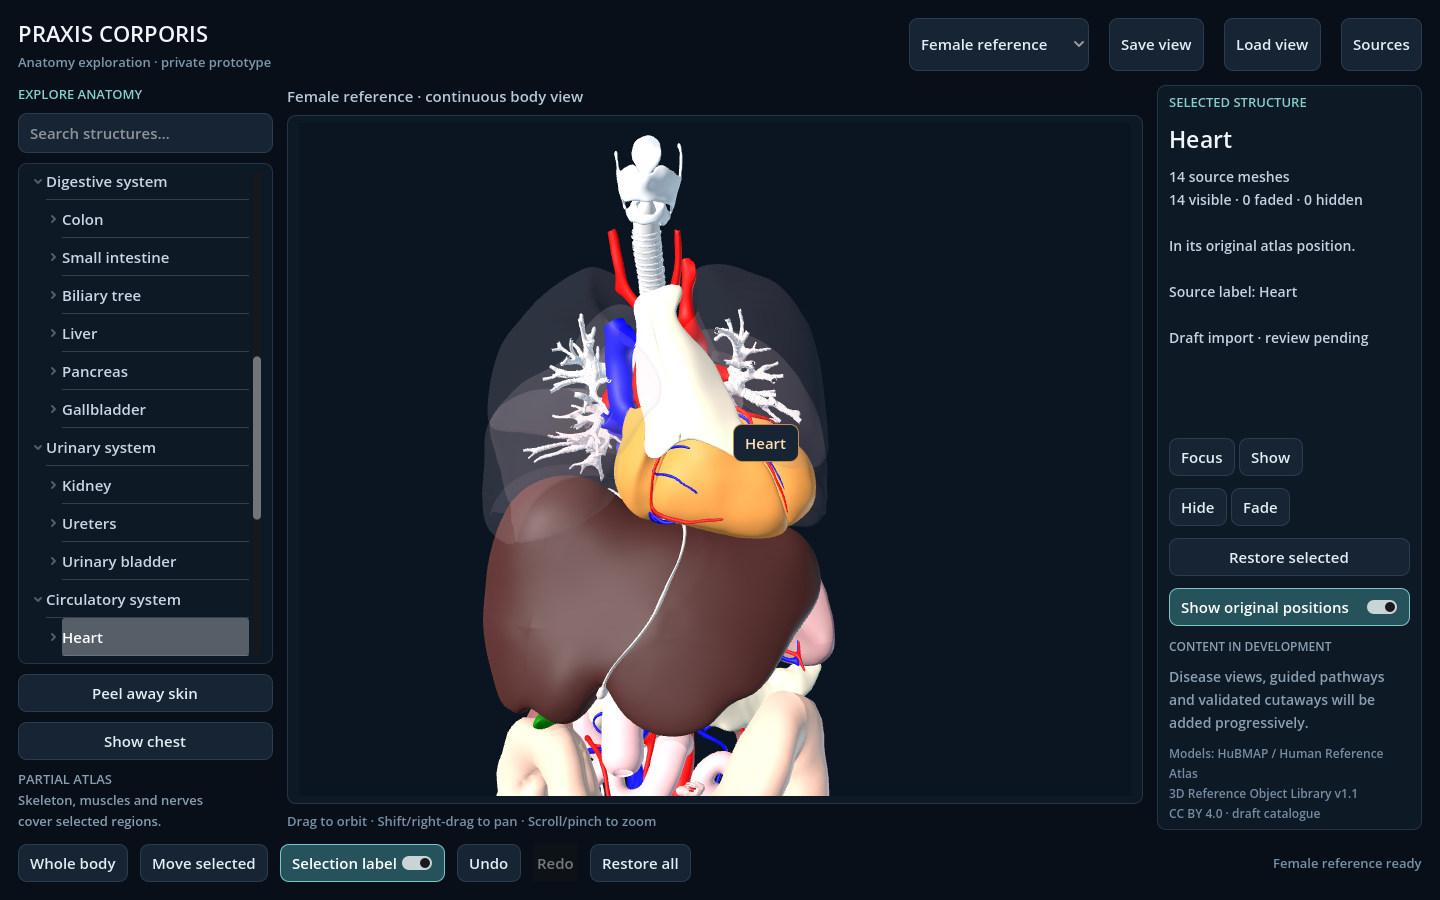 PRAXIS CORPORIS
Anatomy exploration · private prototype
Female reference
Save view
Load view
Sources
EXPLORE ANATOMY
Search structures...
Digestive system
Colon
Small intestine
Biliary tree
Liver
Pancreas
Gallbladder
Urinary system
Kidney
Ureters
Urinary bladder
Circulatory system
Heart
Peel away skin
Show chest
PARTIAL ATLAS
Skeleton, muscles and nerves
cover selected regions.
Female reference · continuous body view
Heart
Drag to orbit · Shift/right-drag to pan · Scroll/pinch to zoom
SELECTED STRUCTURE
Heart
14 source meshes
14 visible · 0 faded · 0 hidden
In its original atlas position.
Source label: Heart
Draft import · review pending
Focus
Show
Hide
Fade
Restore selected
Show original positions
CONTENT IN DEVELOPMENT
Disease views, guided pathways
and validated cutaways will be
added progressively.
Models: HuBMAP / Human Reference
Atlas
3D Reference Object Library v1.1
CC BY 4.0 · draft catalogue
Whole body
Move selected
Selection label
Undo
Redo
Restore all
Female reference ready